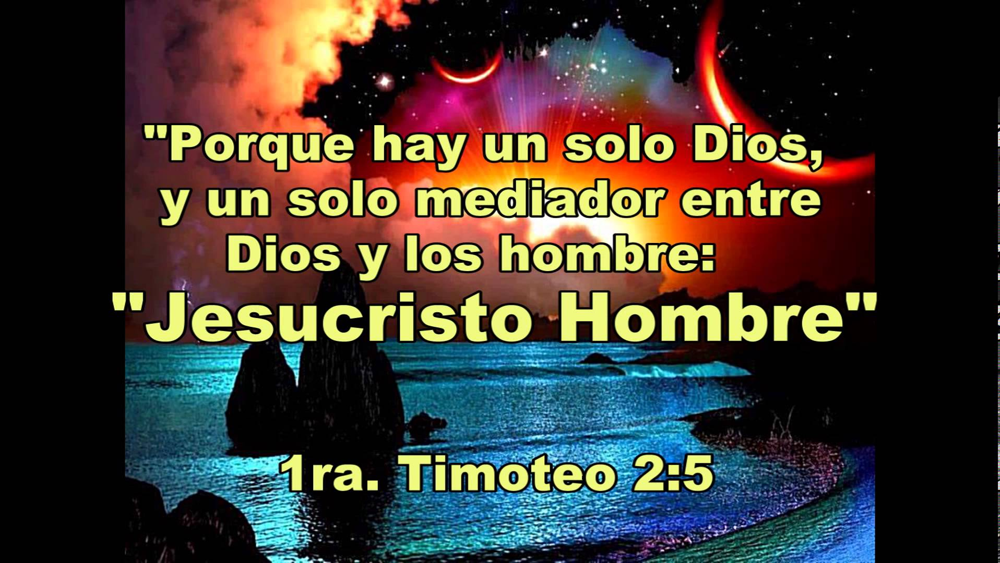 "Porque hay un solo Dios,
y un solo mediador entre
Dios y los hombre:
"Jesucristo Hombre"
1ra. Timoteo 2:5